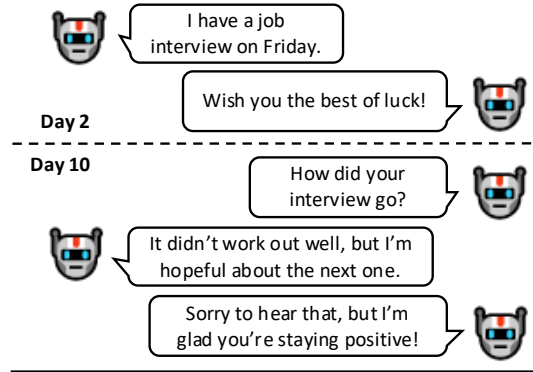 I have a job
interview on Friday.
Wish you the best of luck!
Day 2
Day 10
How did your
interview go?
It didn't work out well, but I'm
hopeful about the next one.
Sorry to hear that, but I'm
glad you're staying positive!